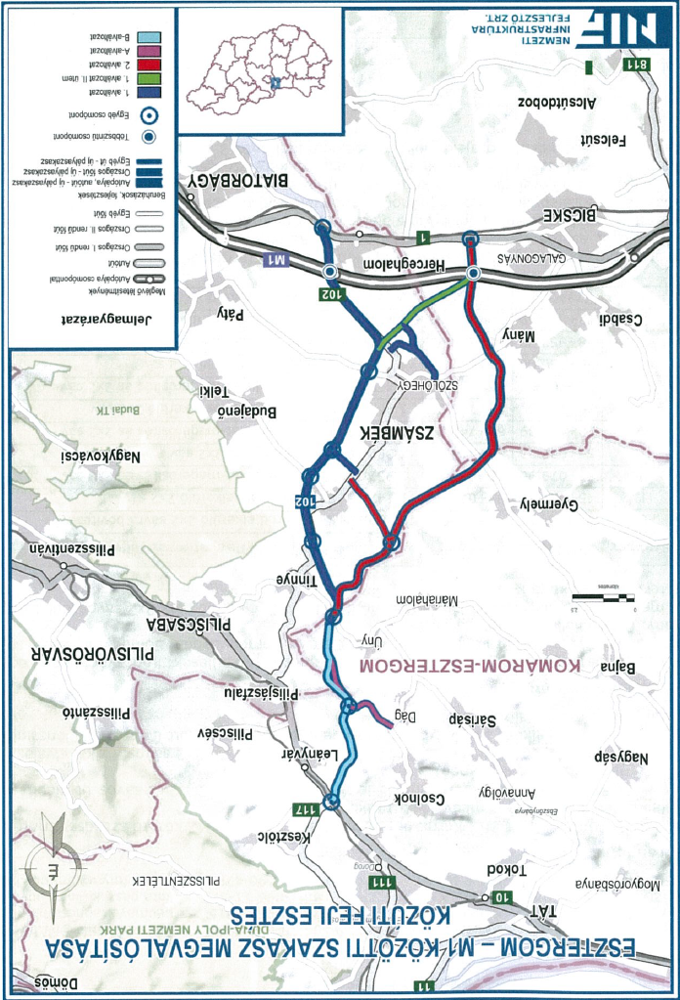 Dömös
11
ESZTERGOM – M1 KÖZÖTTI SZAKASZ MEGVALÓSÍTÁSA
KÖZÚTI FEJLESZTÉS
DUNA-IPOLY NEMZETI PARK
TÁT
10
111
Mogyorósbánya
PILISSZENTLÉLEK
Tokod
Dorog
É
Kesztölc
117
Ebszőnybánya
Annavölgy
Csolnok
Nagysáp
Leányvár
Piliscsév
Sárisáp
Dág
Pilisszántó
Pilisjászfalu
Bajna
KOMÁROM-ESZTERGOM
PILISVÖRÖSVÁR
Úny
PILISCSABA
Máriahalom
Tinnye
Pilisszentiván
Gyermely
102
Nagykovácsi
ZSÁMBÉK
Budajenő
Budai TK
Telki
SZŐLŐHEGY
Mány
Csabdi
Páty
102
Herceghalom
M1
GALAGONYÁS
1
BICSKE
BIATORBÁGY
Felcsút
Alcsútdoboz
811
Jelmagyarázat
Meglévő létesítmények
Autópálya csomóponttal
Autóút
Országos I. rendű főút
Országos II. rendű főút
Egyéb főút
Beruházások, fejlesztések
Autópálya, autóút - új pályaszakasz
Országos főút - új pályaszakasz
Egyéb út - új pályaszakasz
Többszintű csomópont
Egyéb csomópont
1. alváltozat
1. alváltozat II. ütem
2. alváltozat
A-alváltozat
B-alváltozat
NIF
NEMZETI
INFRASTRUKTÚRA
FEJLESZTŐ ZRT.